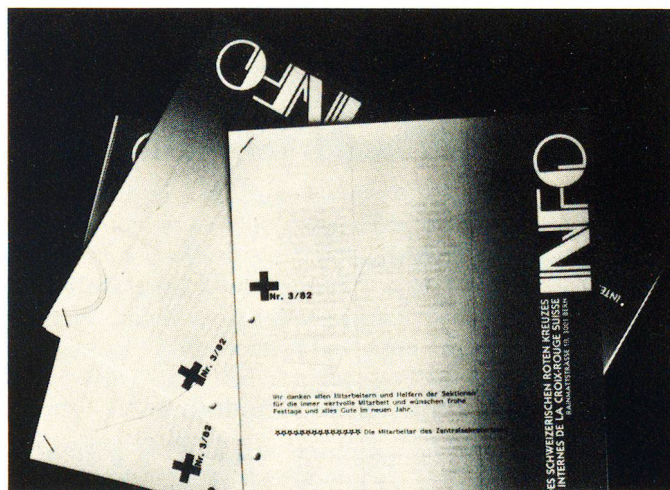 INFO
INFO
Nr. 3/82
Wir danken allen Mitarbeitern und Helfern der Sektionen
für die immer wertvolle Mitarbeit und wünschen frohe
Festtage und alles Gute im neuen Jahr.
Die Mitarbeiter des
Nr. 3/82
Nr. 3/82
ES SCHWEIZERISCHEN ROTEN KREUZES
INTERNES DE LA CROIX-ROUGE SUISSE
RAINMATTSTRASSE 10, 3001 BERN
INTE